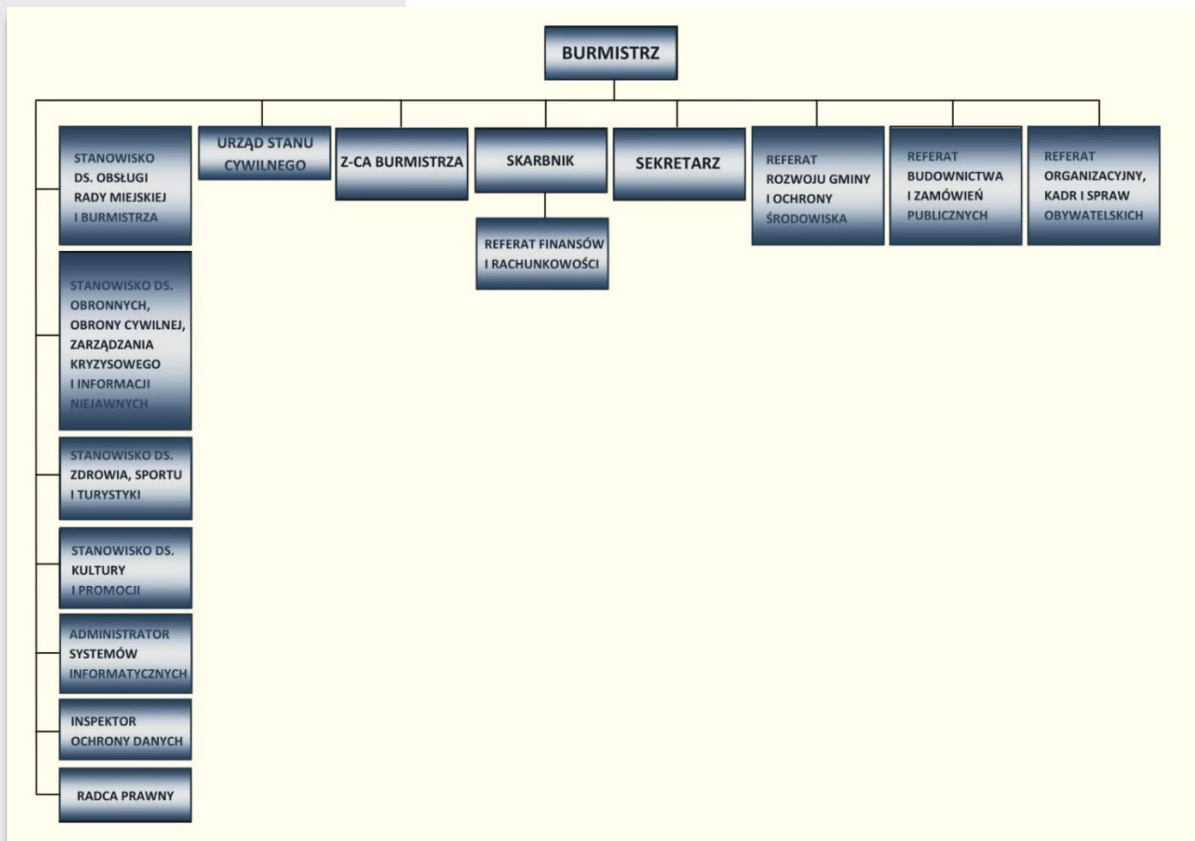 BURMISTRZ
STANOWISKO
DS. OBSŁUGI
RADY MIEJSKIEJ
I BURMISTRZA
URZĄD STANU
CYWILNEGO
Z-CA BURMISTRZA
SKARBNIK
SEKRETARZ
REFERAT
ROZWOJU GMINY
I OCHRONY
ŚRODOWISKA
REFERAT
BUDOWNICTWA
I ZAMÓWIEŃ
PUBLICZNYCH
REFERAT
ORGANIZACYJNY,
KADR I SPRAW
OBYWATELSKICH
REFERAT FINANSÓW
I RACHUNKOWOŚCI
STANOWISKO DS.
OBRONNYCH,
OBRONY CYWILNEJ,
ZARZĄDZANIA
KRYZYSOWEGO
I INFORMACJI
NIEJAWNYCH
STANOWISKO DS.
ZDROWIA, SPORTU
I TURYSTYKI
STANOWISKO DS.
KULTURY
I PROMOCJI
ADMINISTRATOR
SYSTEMÓW
INFORMATYCZNYCH
INSPEKTOR
OCHRONY DANYCH
RADCA PRAWNY